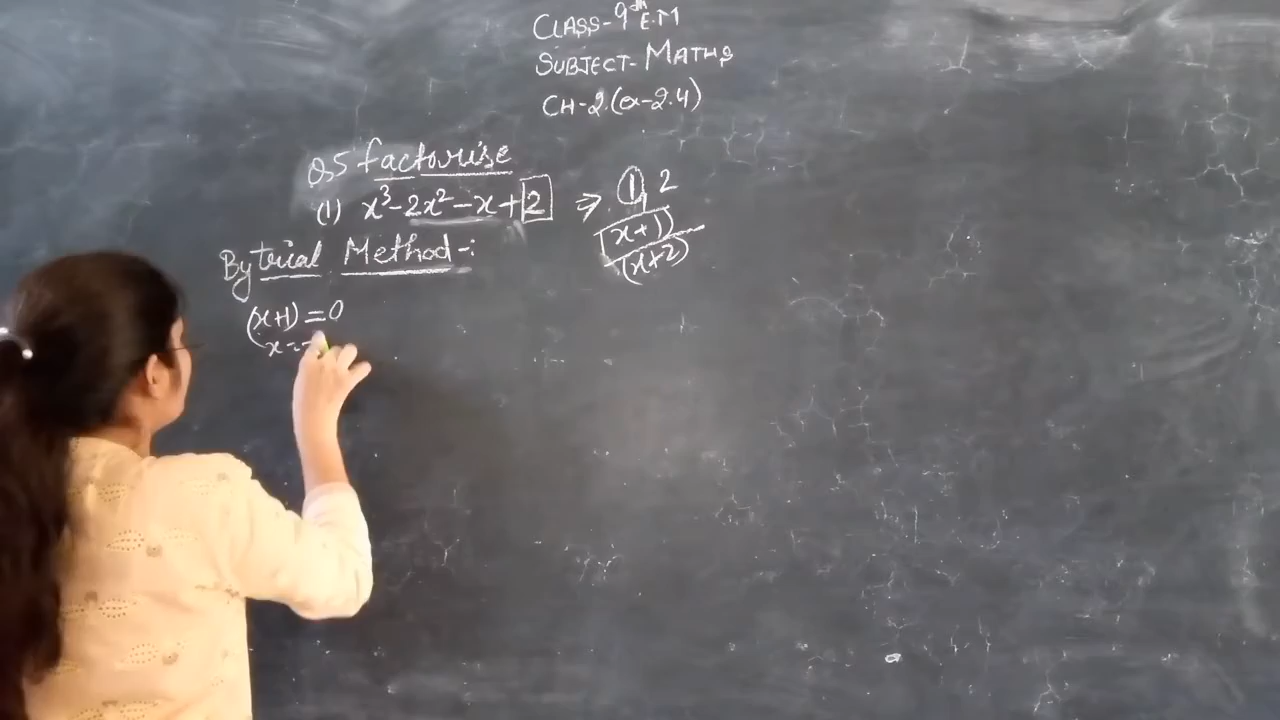 CLASS-9th E.M
SUBJECT-MATHS
CH-2.(ex-2.4)
Q5 factorise
(1) x³-2x²-x+2 ⇒ 1, 2
(x+1)
(x+2)
By trial Method-:
(x+1)=0
x=-